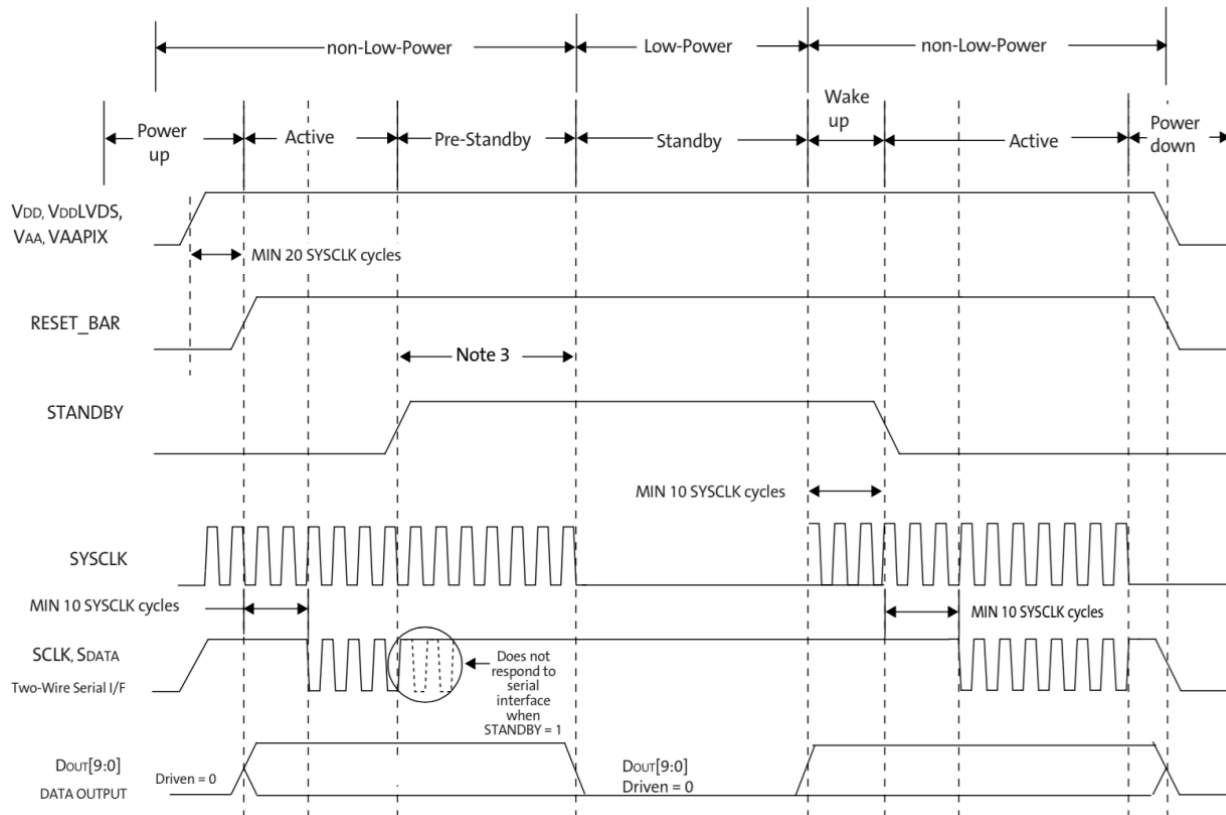 non-Low-Power
Low-Power
non-Low-Power
Power
up
Active
Pre-Standby
Standby
Wake
up
Active
Power
down
VDD, VDDLVDS,
VAA, VAAPIX
MIN 20 SYSCLK cycles
RESET_BAR
Note 3
STANDBY
MIN 10 SYSCLK cycles
SYSCLK
MIN 10 SYSCLK cycles
MIN 10 SYSCLK cycles
SCLK, SDATA
Two-Wire Serial I/F
Does not
respond to
serial
interface
when
STANDBY = 1
DOUT[9:0]
DATA OUTPUT
Driven = 0
DOUT[9:0]
Driven = 0